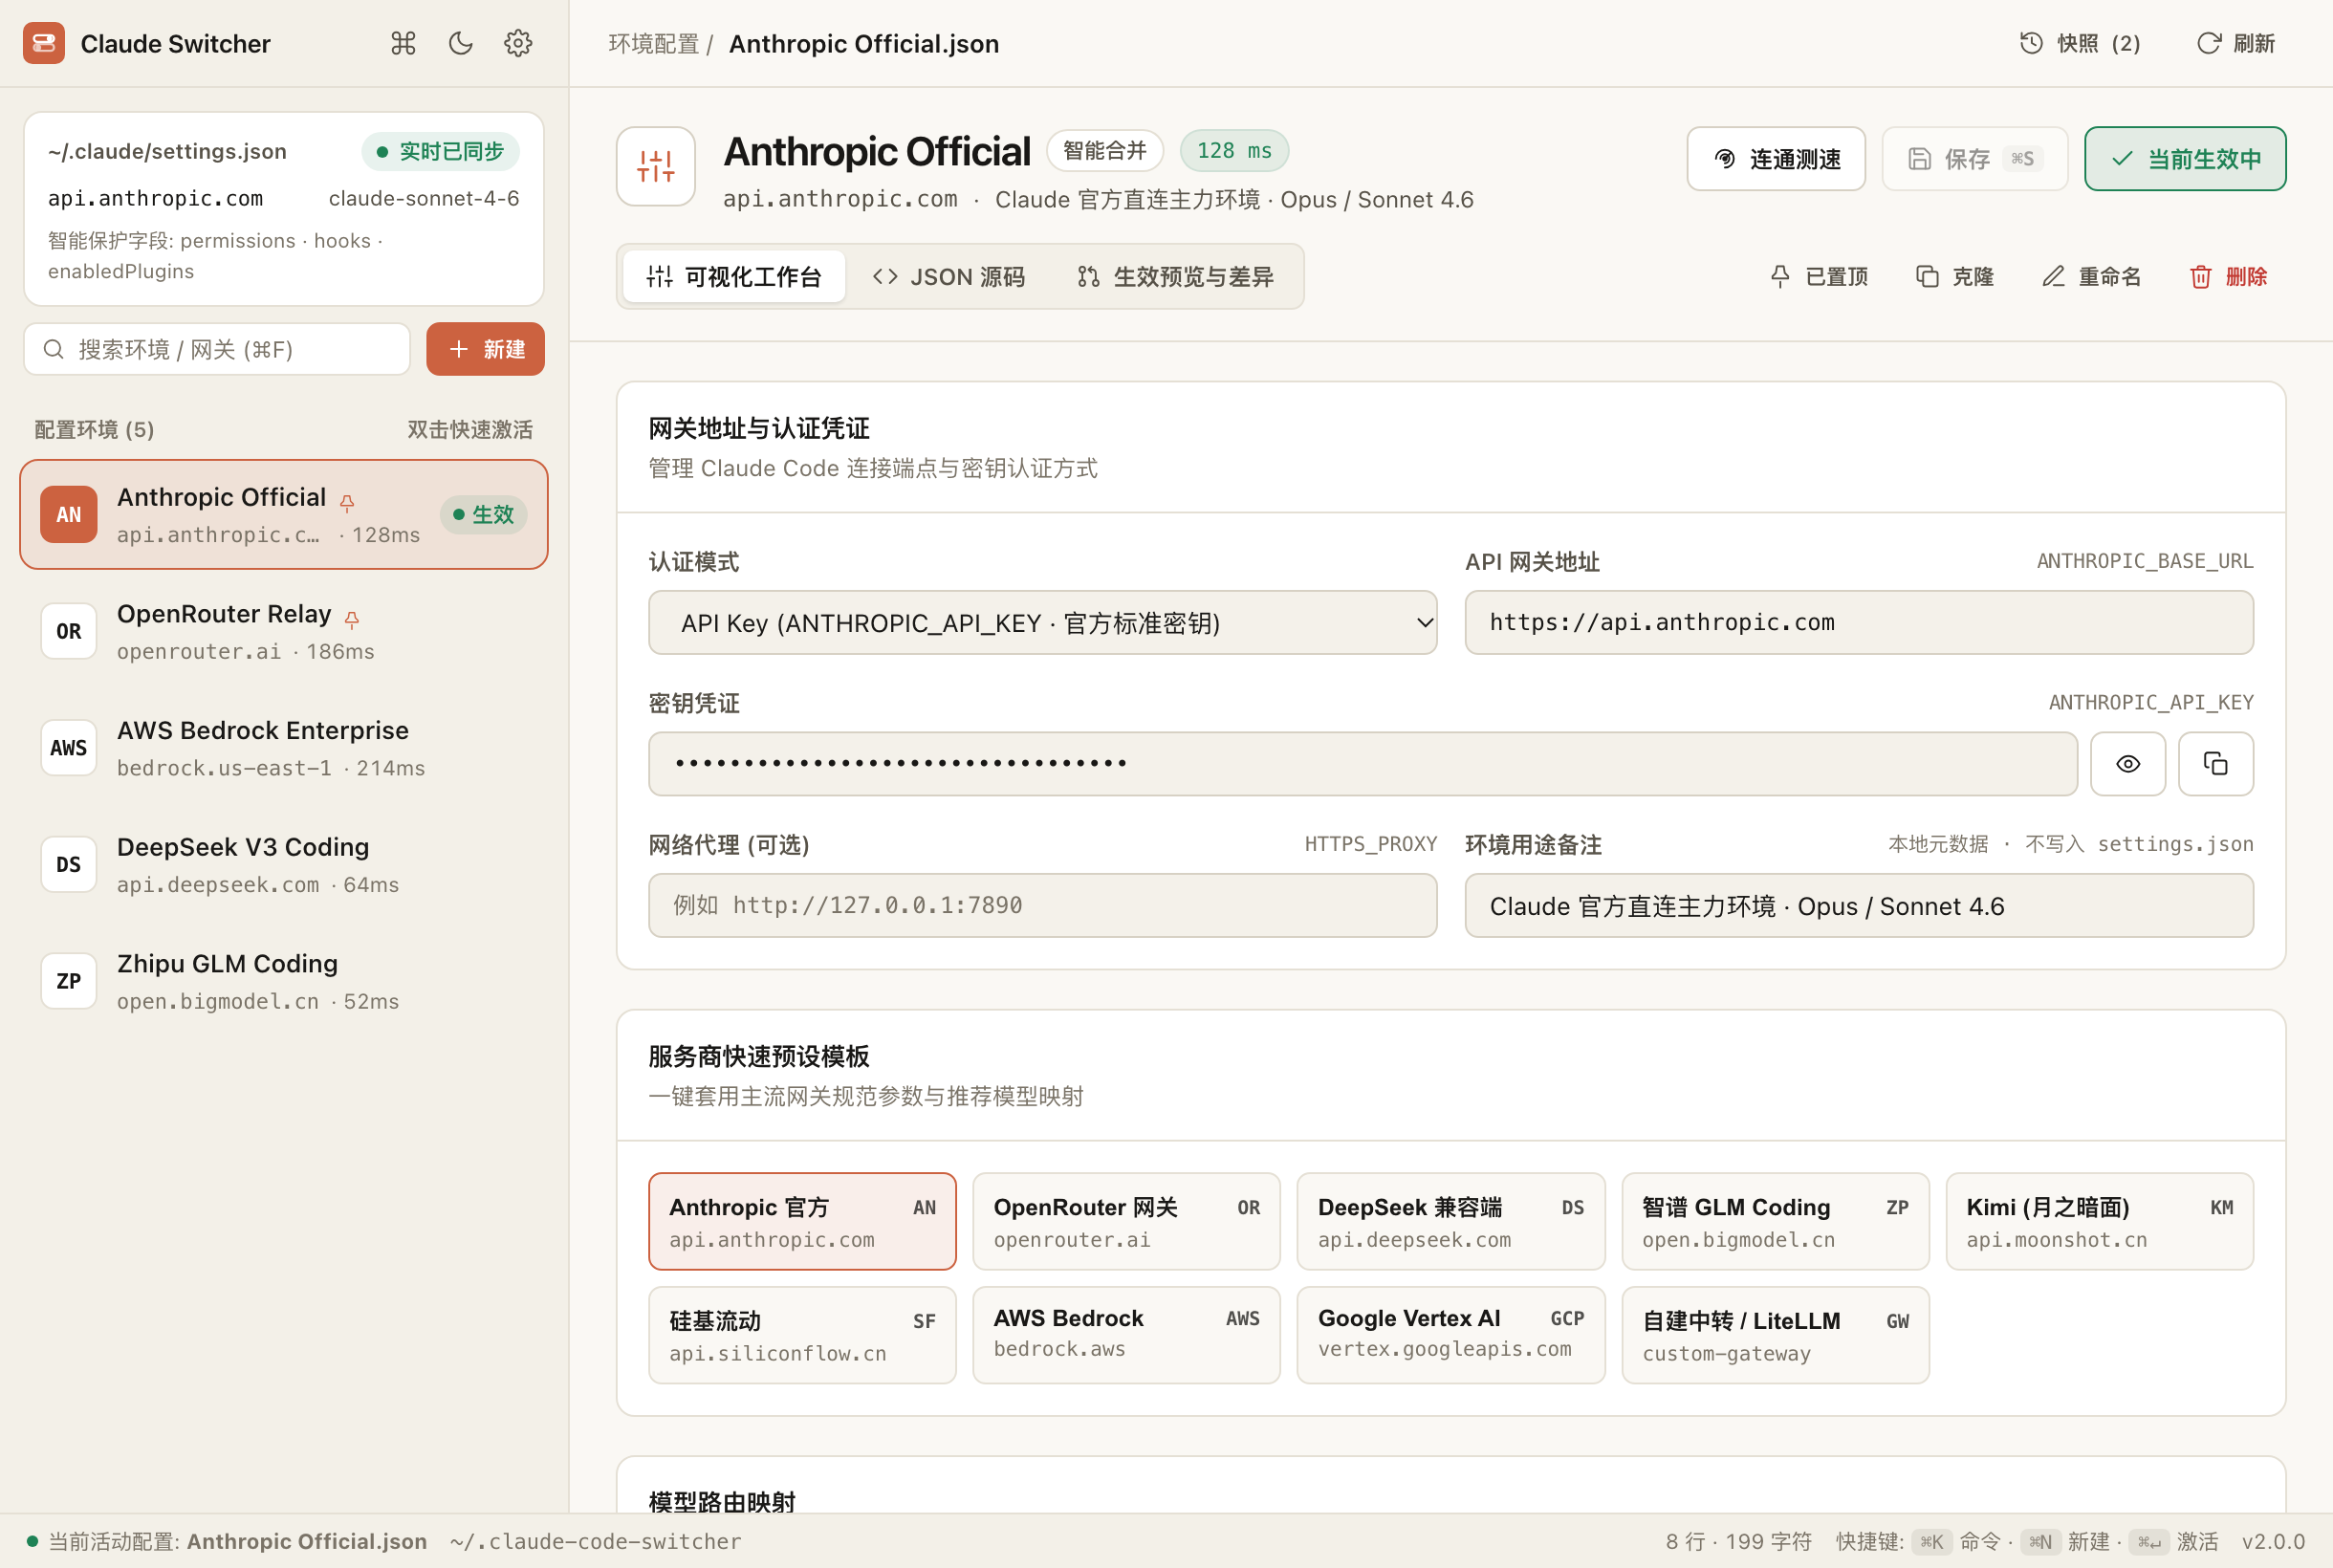 Claude Switcher
~/.claude/settings.json
实时已同步
api.anthropic.com
claude-sonnet-4-6
智能保护字段: permissions · hooks ·
enabledPlugins
搜索环境 / 网关 (⌘F)
新建
配置环境 (5)
双击快速激活
AN
Anthropic Official
api.anthropic.c… · 128ms
生效
OR
OpenRouter Relay
openrouter.ai · 186ms
AWS
AWS Bedrock Enterprise
bedrock.us-east-1 · 214ms
DS
DeepSeek V3 Coding
api.deepseek.com · 64ms
ZP
Zhipu GLM Coding
open.bigmodel.cn · 52ms
环境配置 / Anthropic Official.json
快照 (2)
刷新
Anthropic Official
智能合并
128 ms
api.anthropic.com · Claude 官方直连主力环境 · Opus / Sonnet 4.6
连通测速
保存 ⌘S
当前生效中
可视化工作台
JSON 源码
生效预览与差异
已置顶
克隆
重命名
删除
网关地址与认证凭证
管理 Claude Code 连接端点与密钥认证方式
认证模式
API Key (ANTHROPIC_API_KEY · 官方标准密钥)
API 网关地址
ANTHROPIC_BASE_URL
https://api.anthropic.com
密钥凭证
ANTHROPIC_API_KEY
网络代理 (可选)
HTTPS_PROXY
例如 http://127.0.0.1:7890
环境用途备注
本地元数据 · 不写入 settings.json
Claude 官方直连主力环境 · Opus / Sonnet 4.6
服务商快速预设模板
一键套用主流网关规范参数与推荐模型映射
Anthropic 官方 AN
api.anthropic.com
OpenRouter 网关 OR
openrouter.ai
DeepSeek 兼容端 DS
api.deepseek.com
智谱 GLM Coding ZP
open.bigmodel.cn
Kimi (月之暗面) KM
api.moonshot.cn
硅基流动 SF
api.siliconflow.cn
AWS Bedrock AWS
bedrock.aws
Google Vertex AI GCP
vertex.googleapis.com
自建中转 / LiteLLM GW
custom-gateway
模型路由映射
当前活动配置: Anthropic Official.json ~/.claude-code-switcher
8 行 · 199 字符 快捷键: ⌘K 命令 · ⌘N 新建 · ⌘↵ 激活 v2.0.0